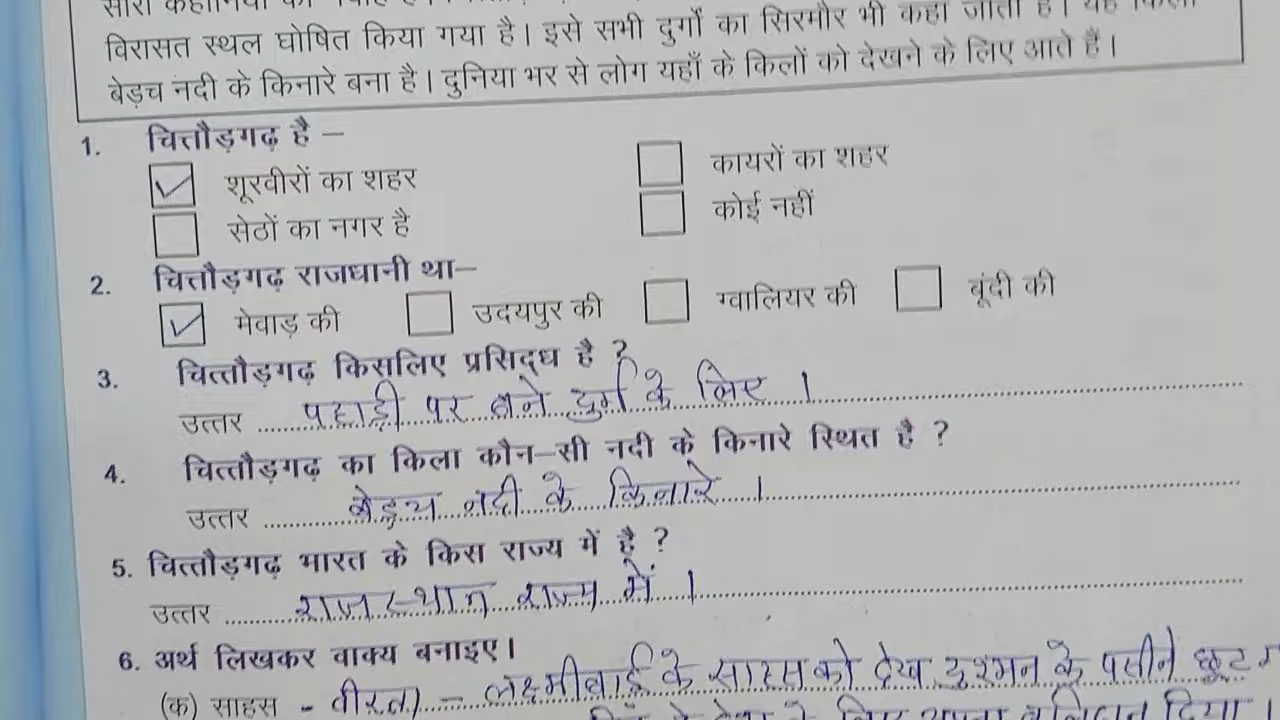 विरासत स्थल घोषित किया गया है। इसे सभी दुर्गों का सिरमौर भी कहा जाता है। यह किला
बेड़च नदी के किनारे बना है। दुनिया भर से लोग यहाँ के किलों को देखने के लिए आते हैं।
1. चित्तौड़गढ़ है –
शूरवीरों का शहर कायरों का शहर
सेठों का नगर है कोई नहीं
2. चित्तौड़गढ़ राजधानी था–
मेवाड़ की उदयपुर की ग्वालियर की बूंदी की
3. चित्तौड़गढ़ किसलिए प्रसिद्ध है ?
उत्तर पहाड़ी पर बने दुर्ग के लिए ।
4. चित्तौड़गढ़ का किला कौन–सी नदी के किनारे स्थित है ?
उत्तर बेड़च नदी के किनारे ।
5. चित्तौड़गढ़ भारत के किस राज्य में है ?
उत्तर राजस्थान राज्य में ।
6. अर्थ लिखकर वाक्य बनाइए।
(क) साहस - वीरता – लक्ष्मीबाई के साहस को देख दुश्मन के पसीने छूट
के लिए अपना बलिदान दिया ।